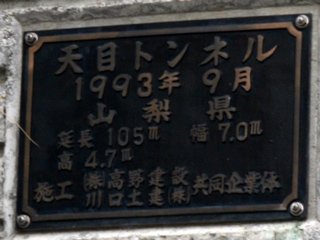 天目トンネル
1993年9月
山梨県
延長 105m 幅 7.0m
高 4.7m
施工 ㈱高野建設 川口土建㈱ 共同企業体